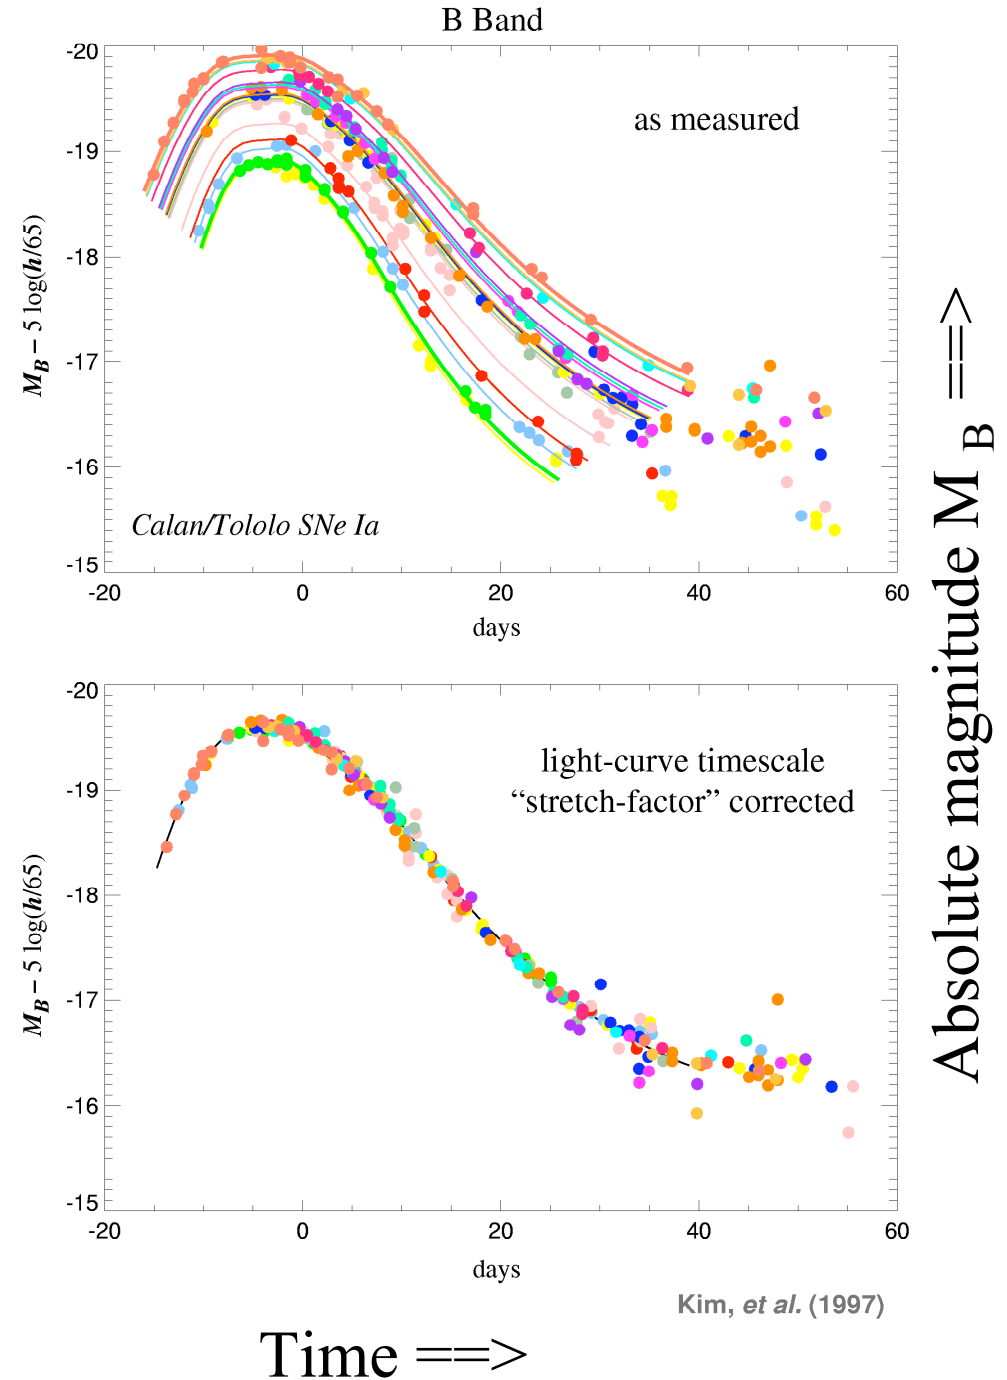 B Band
-20
-19
-18
-17
-16
-15
as measured
Calan/Tololo SNe Ia
M_B – 5 log(h/65)
-20 0 20 40 60
days
-20
-19
-18
-17
-16
-15
light-curve timescale
“stretch-factor” corrected
M_B – 5 log(h/65)
-20 0 20 40 60
days
Kim, et al. (1997)
Time ==>
Absolute magnitude M_B ==>